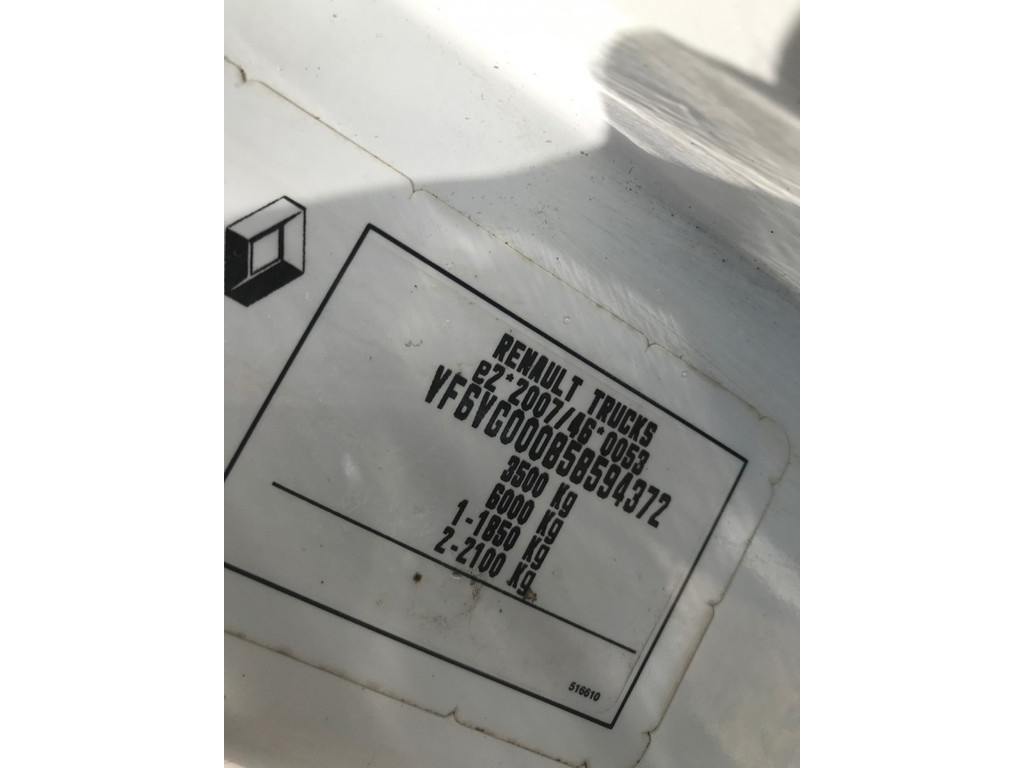 RENAULT TRUCKS
e2*2007/46*0053
VF6VG000858594372
3500 Kg
6000 Kg
1-1850 Kg
2-2100 Kg
516610